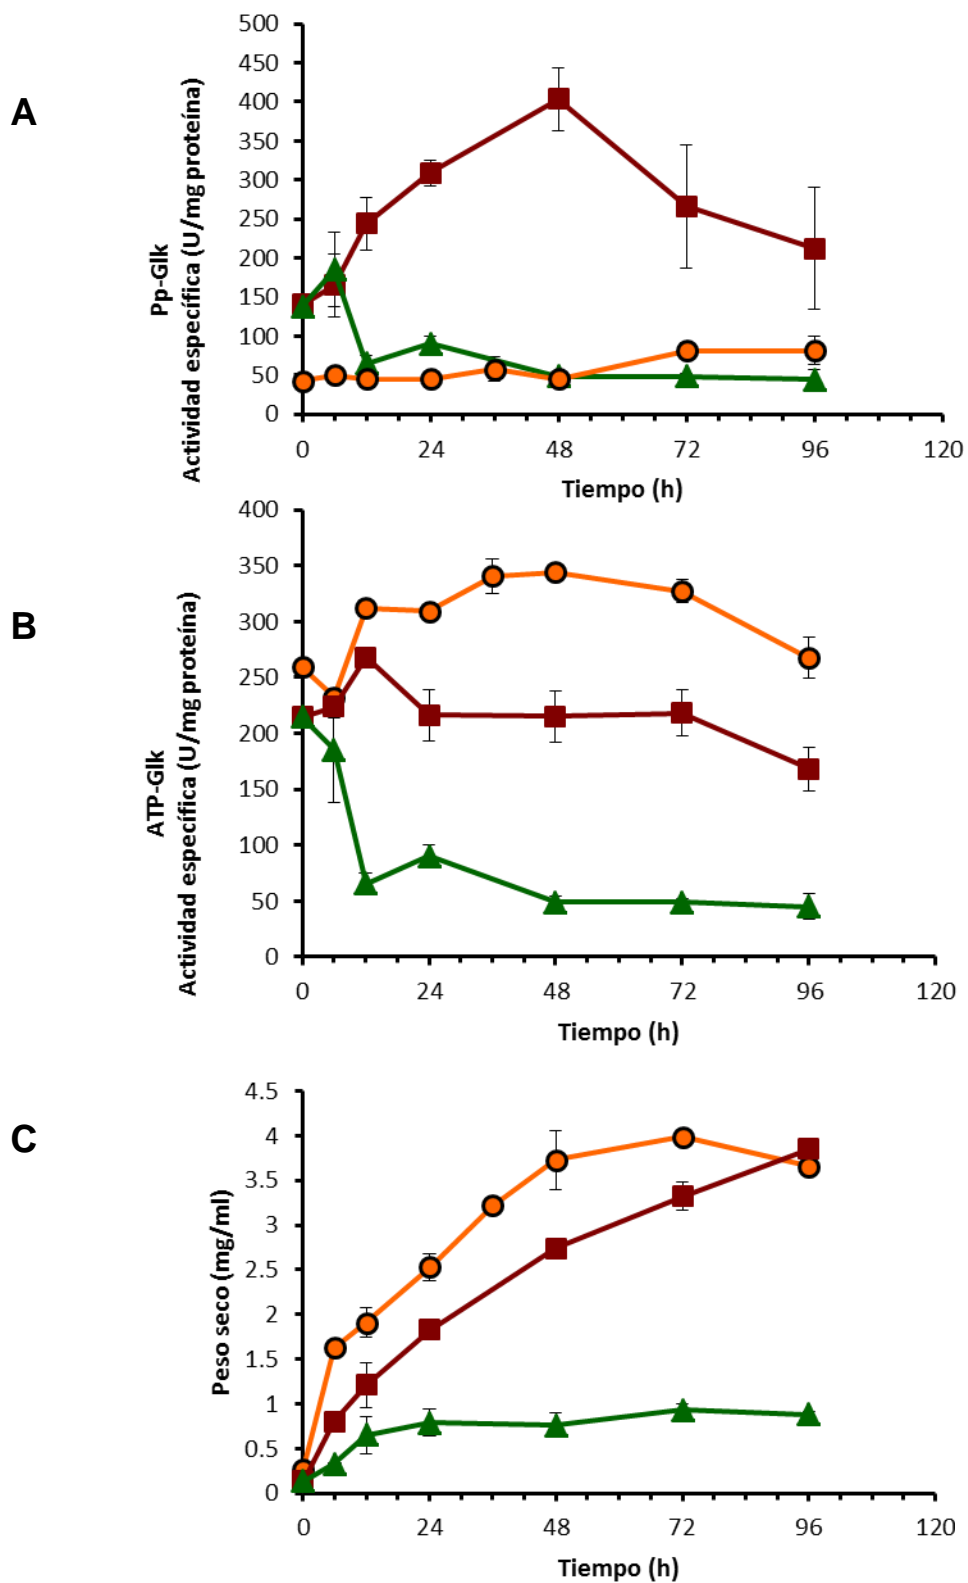 A
Pp-Glk
Actividad específica (U/mg proteína)
500
450
400
350
300
250
200
150
100
50
0
0 24 48 72 96 120
Tiempo (h)
B
ATP-Glk
Actividad específica (U/mg proteína)
400
350
300
250
200
150
100
50
0
0 24 48 72 96 120
Tiempo (h)
C
Peso seco (mg/ml)
4.5
4
3.5
3
2.5
2
1.5
1
0.5
0
0 24 48 72 96 120
Tiempo (h)